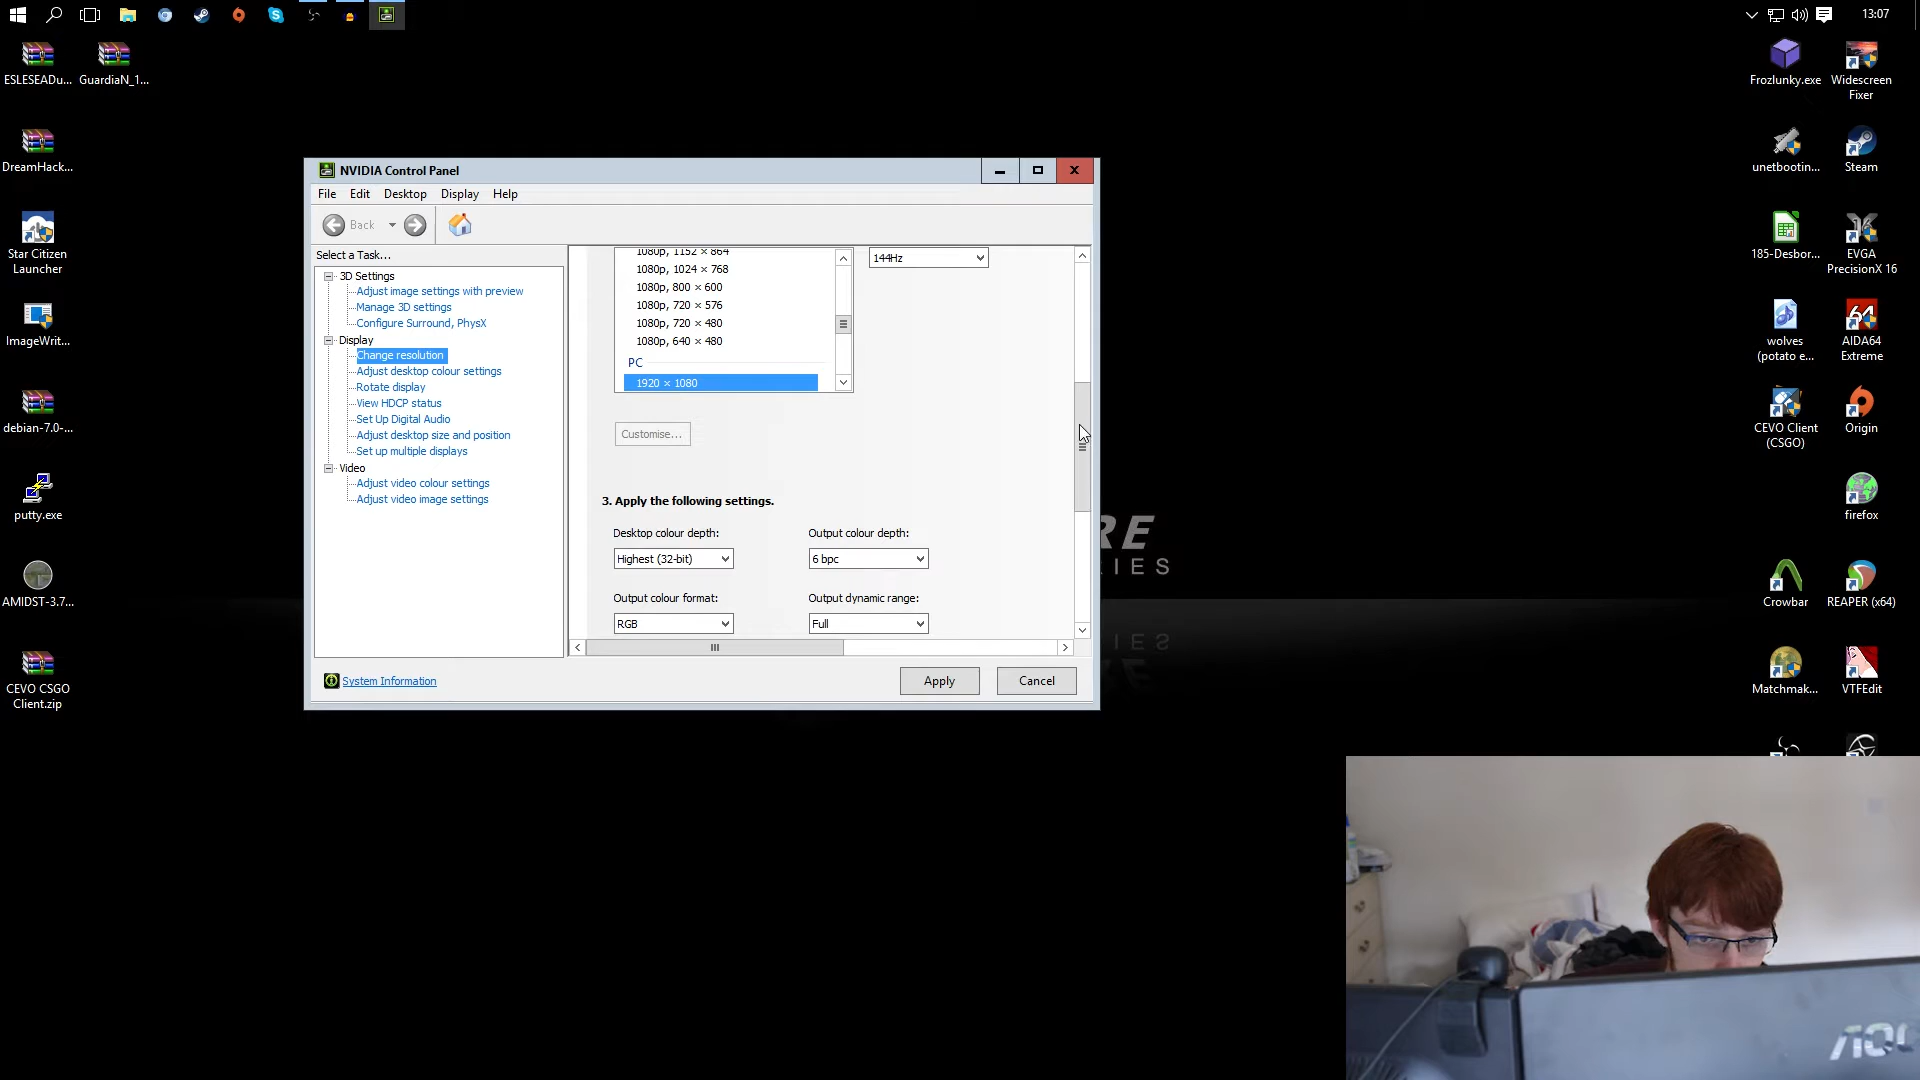 13:07
ESLESEADu...
GuardiaN_1...
DreamHack...
Star Citizen
Launcher
ImageWrit...
debian-7.0-...
putty.exe
AMIDST-3.7...
CEVO CSGO
Client.zip
NVIDIA Control Panel
File Edit Desktop Display Help
Back
Select a Task...
3D Settings
Adjust image settings with preview
Manage 3D settings
Configure Surround, PhysX
Display
Change resolution
Adjust desktop colour settings
Rotate display
View HDCP status
Set Up Digital Audio
Adjust desktop size and position
Set up multiple displays
Video
Adjust video colour settings
Adjust video image settings
1080p, 1152 × 864
1080p, 1024 × 768
1080p, 800 × 600
1080p, 720 × 576
1080p, 720 × 480
1080p, 640 × 480
PC
1920 × 1080
144Hz
Customise...
3. Apply the following settings.
Desktop colour depth:
Output colour depth:
Highest (32-bit)
6 bpc
Output colour format:
Output dynamic range:
RGB
Full
System Information
Apply
Cancel
RE
RIES
Frozlunky.exe
Widescreen
Fixer
unetbootin...
Steam
185-Desbor...
EVGA
PrecisionX 16
64
wolves
(potato e...
AIDA64
Extreme
CEVO Client
(CSGO)
Origin
firefox
Crowbar
REAPER (x64)
Matchmak...
VTFEdit
AOC